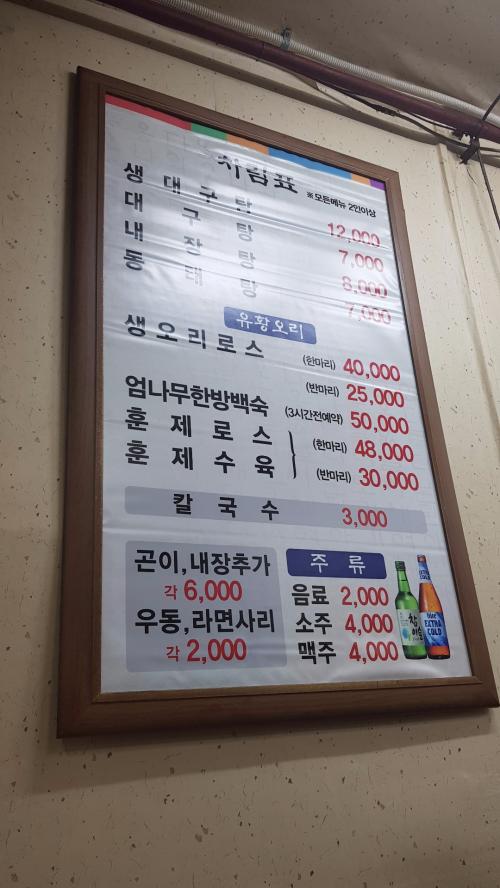 차림표
※모든메뉴 2인이상
생대구탕 12,000
대구탕 7,000
내장탕 8,000
동태탕 7,000
유황오리
생오리로스 (한마리) 40,000
(반마리) 25,000
엄나무한방백숙 (3시간전예약) 50,000
훈제로스 (한마리) 48,000
훈제수육 (반마리) 30,000
칼국수 3,000
곤이,내장추가
각 6,000
우동,라면사리
각 2,000
주류
음료 2,000
소주 4,000
맥주 4,000
참이슬
EXTRA
COLD